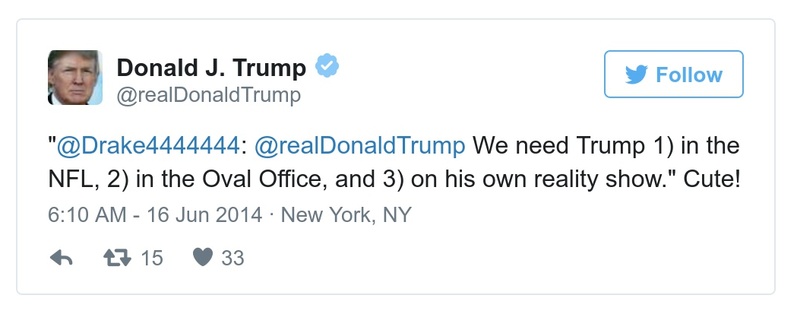 Donald J. Trump
@realDonaldTrump
Follow
"@Drake4444444: @realDonaldTrump We need Trump 1) in the
NFL, 2) in the Oval Office, and 3) on his own reality show." Cute!
6:10 AM - 16 Jun 2014 · New York, NY
15 33